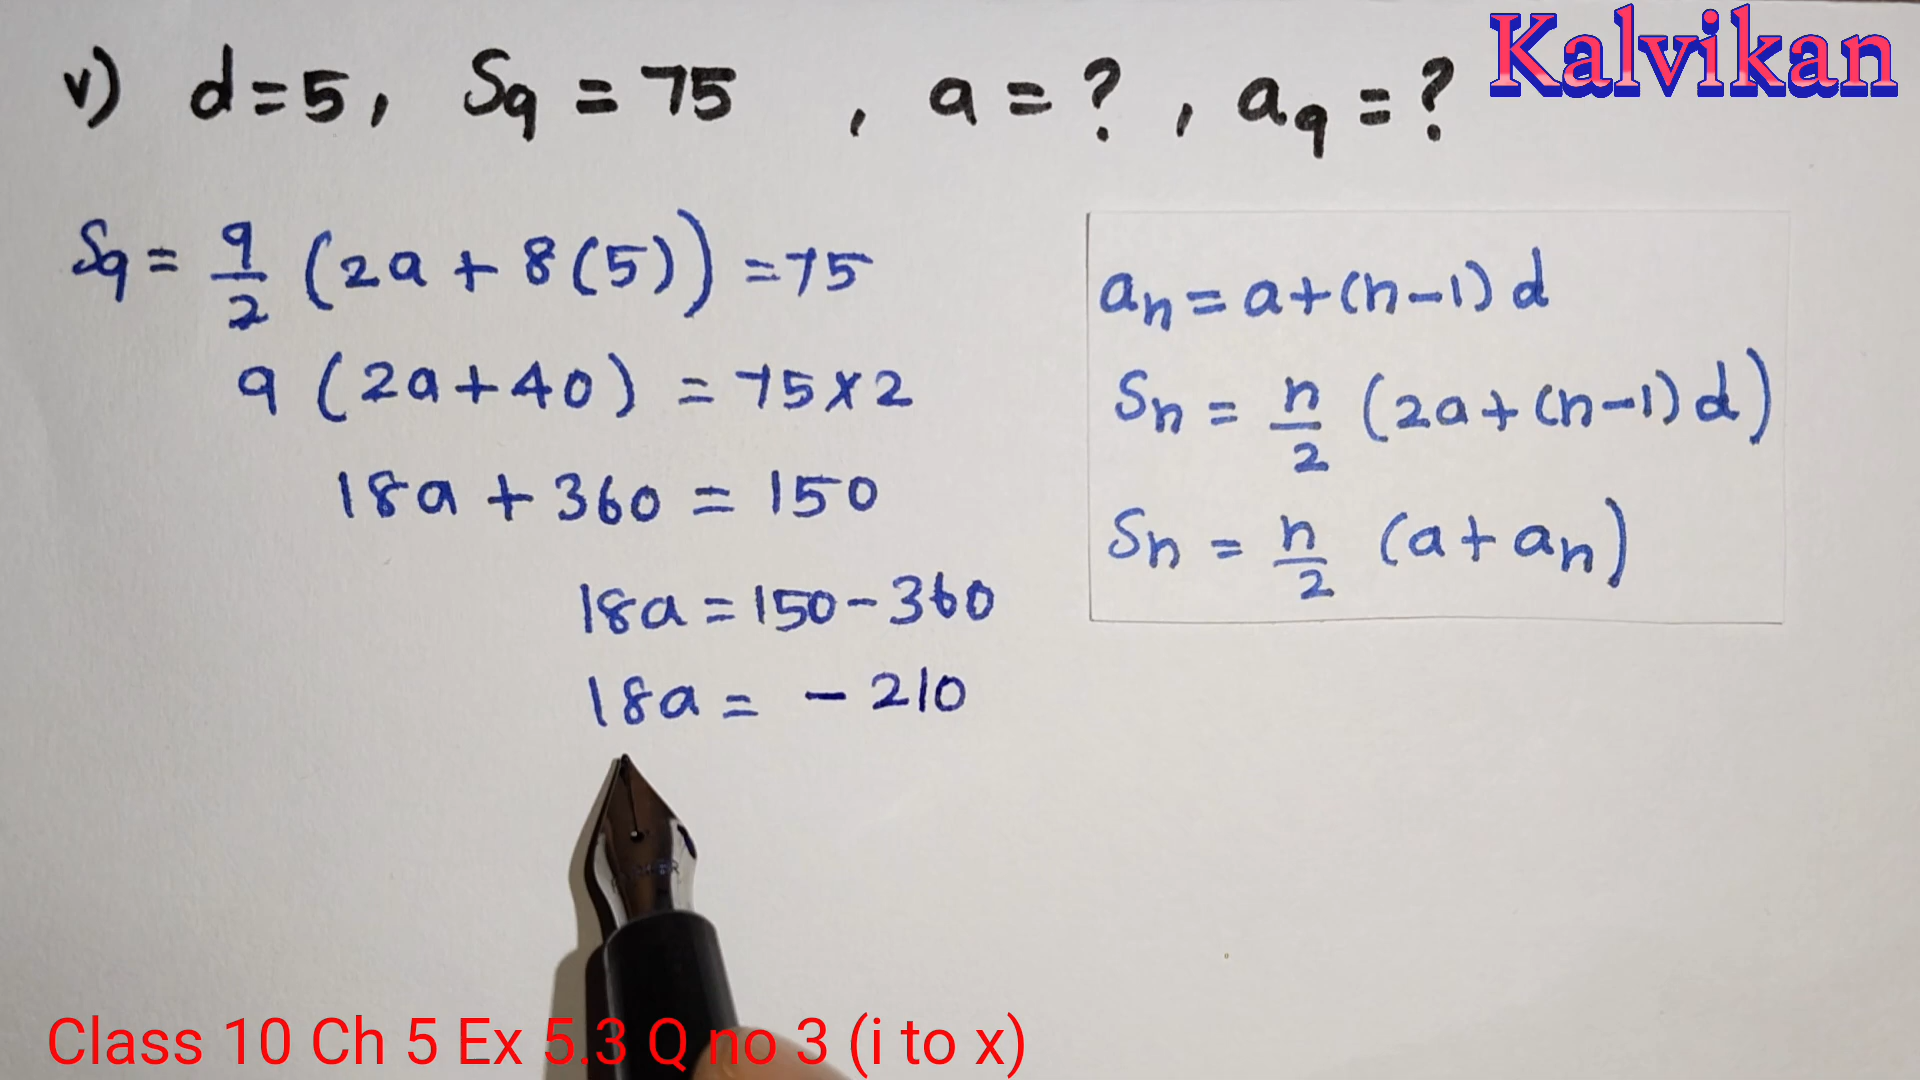 v) d=5, S₉ = 75 , a = ? , a₉ = ?
Kalvikan
S₉ = 9/2 (2a + 8(5)) = 75
9 (2a+40) = 75×2
18a + 360 = 150
18a = 150 - 360
18a = - 210
aₙ = a+(n-1) d
Sₙ = n/2 (2a+(n-1) d)
Sₙ = n/2 (a + aₙ)
Class 10 Ch 5 Ex 5.3 Q no 3 (i to x)